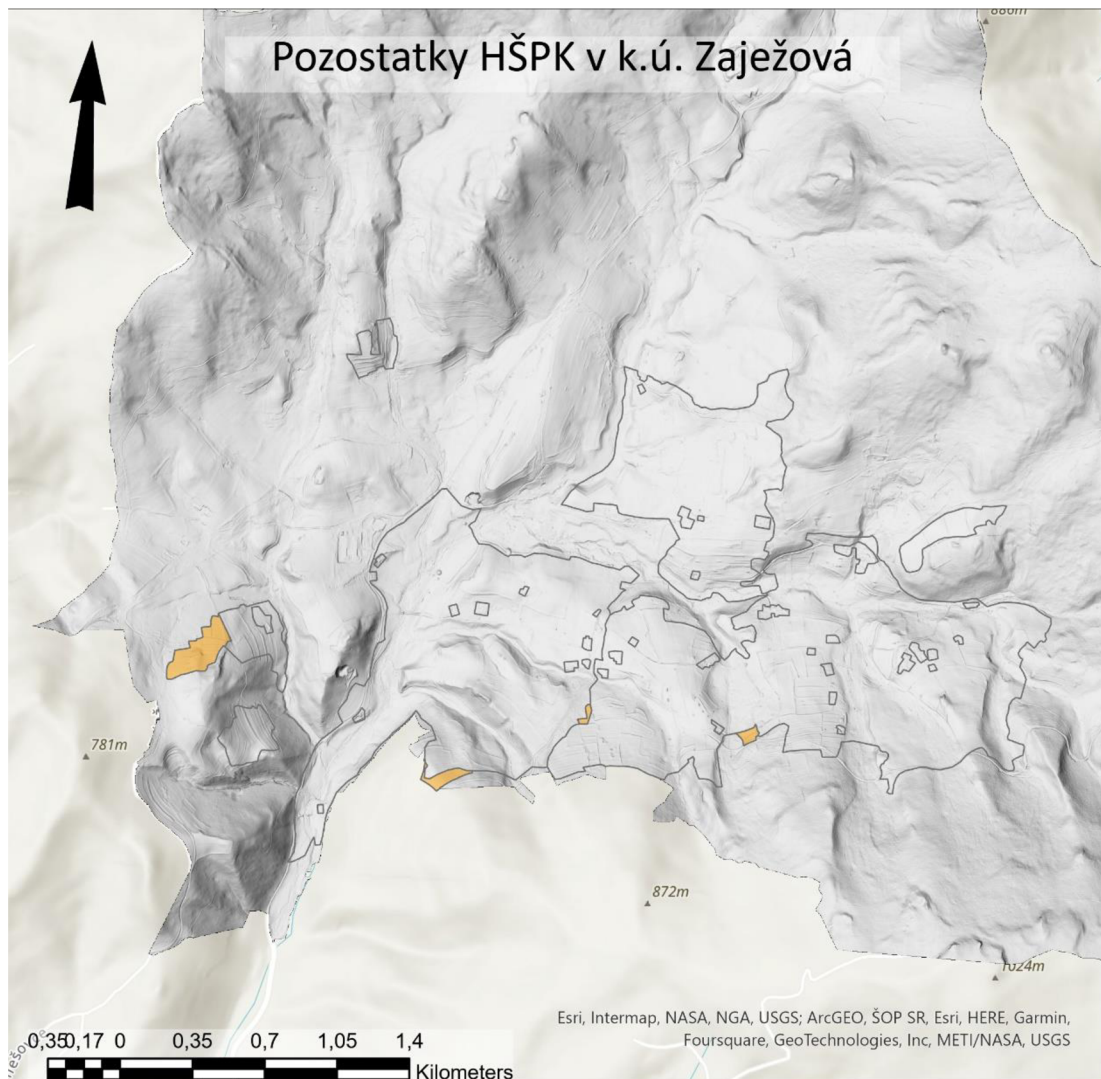 880m
Pozostatky HŠPK v k.ú. Zaježová
781m
872m
1024m
Esri, Intermap, NASA, NGA, USGS; ArcGEO, ŠOP SR, Esri, HERE, Garmin,
Foursquare, GeoTechnologies, Inc, METI/NASA, USGS
0,35 0,17 0 0,35 0,7 1,05 1,4
Kilometers